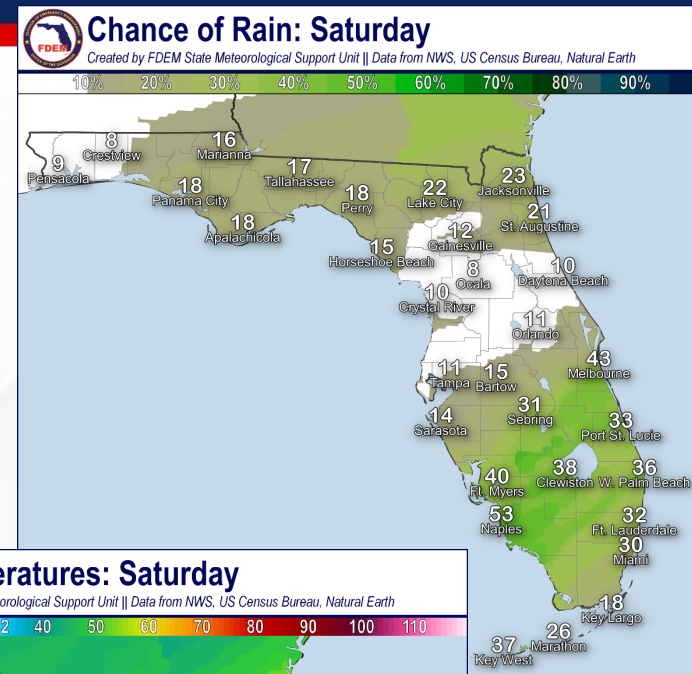 FDEM
Chance of Rain: Saturday
Created by FDEM State Meteorological Support Unit || Data from NWS, US Census Bureau, Natural Earth
10% 20% 30% 40% 50% 60% 70% 80% 90%
8
Crestview
9
Pensacola
16
Marianna
17
Tallahassee
18
Panama City
18
Perry
22
Lake City
23
Jacksonville
18
Apalachicola
21
St. Augustine
12
Gainesville
15
Horseshoe Beach
8
Ocala
10
Daytona Beach
10
Crystal River
11
Orlando
11
Tampa
15
Bartow
43
Melbourne
14
Sarasota
31
Sebring
33
Port St. Lucie
40
Ft. Myers
38
Clewiston
36
W. Palm Beach
53
Naples
32
Ft. Lauderdale
30
Miami
18
Key Largo
26
Marathon
37
Key West
eratures: Saturday
orological Support Unit || Data from NWS, US Census Bureau, Natural Earth
2 40 50 60 70 80 90 100 110